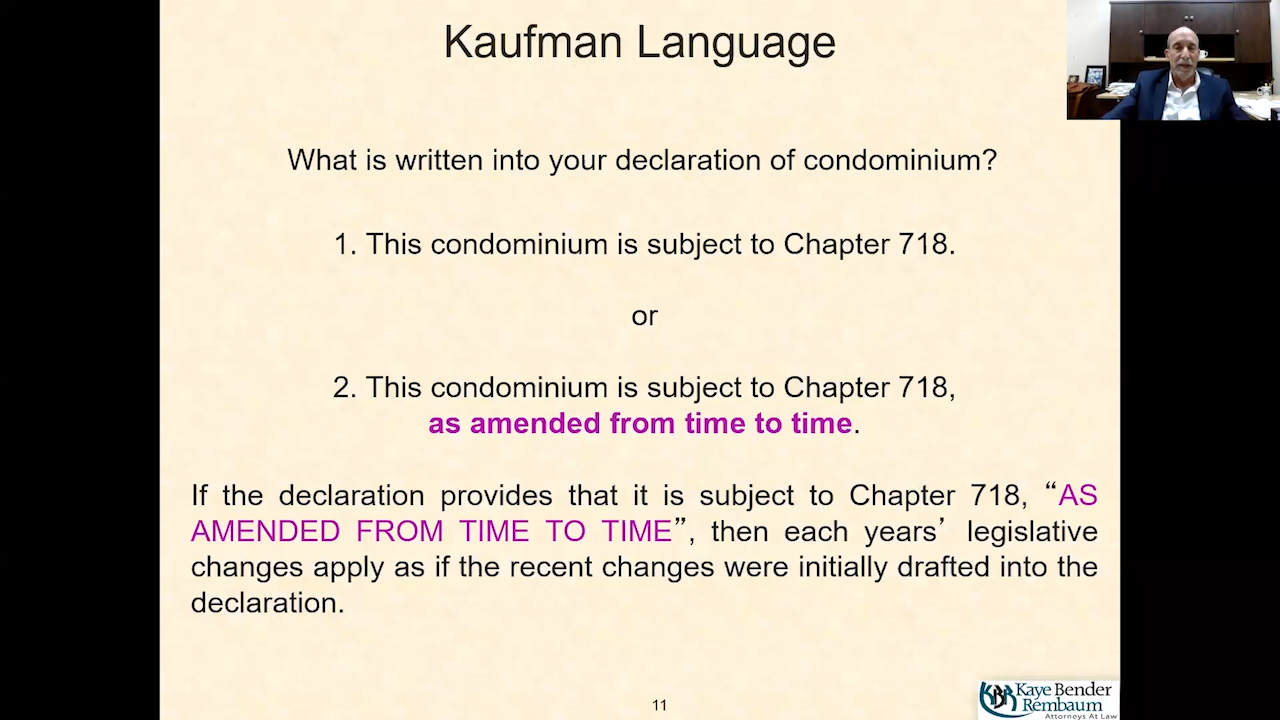 Kaufman Language
What is written into your declaration of condominium?
1. This condominium is subject to Chapter 718.
or
2. This condominium is subject to Chapter 718,
as amended from time to time.
If the declaration provides that it is subject to Chapter 718, “AS
AMENDED FROM TIME TO TIME”, then each years’ legislative
changes apply as if the recent changes were initially drafted into the
declaration.
11
KBR Kaye Bender
Rembaum
Attorneys At Law